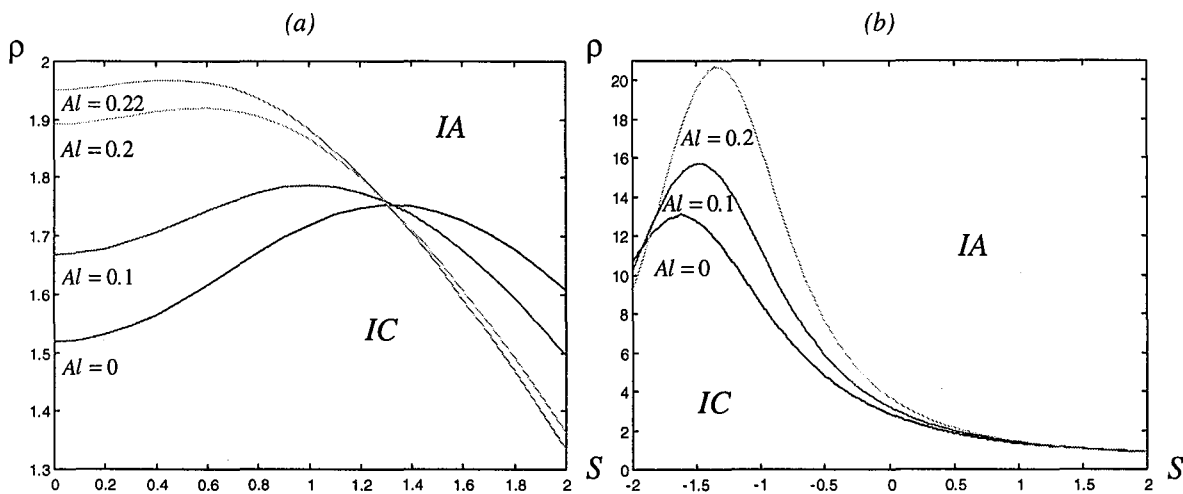 (a)
ρ
2
1.9
1.8
1.7
1.6
1.5
1.4
1.3
0 0.2 0.4 0.6 0.8 1 1.2 1.4 1.6 1.8 2
S
Al = 0.22
Al = 0.2
Al = 0.1
Al = 0
IA
IC
(b)
ρ
20
18
16
14
12
10
8
6
4
2
0
-2 -1.5 -1 -0.5 0 0.5 1 1.5 2
S
Al = 0.2
Al = 0.1
Al = 0
IA
IC